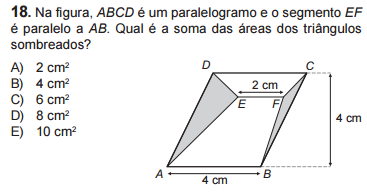 18. Na figura, ABCD é um paralelogramo e o segmento EF
é paralelo a AB. Qual é a soma das áreas dos triângulos
sombreados?
A) 2 cm²
B) 4 cm²
C) 6 cm²
D) 8 cm²
E) 10 cm²
D
C
2 cm
E
F
4 cm
A
B
4 cm